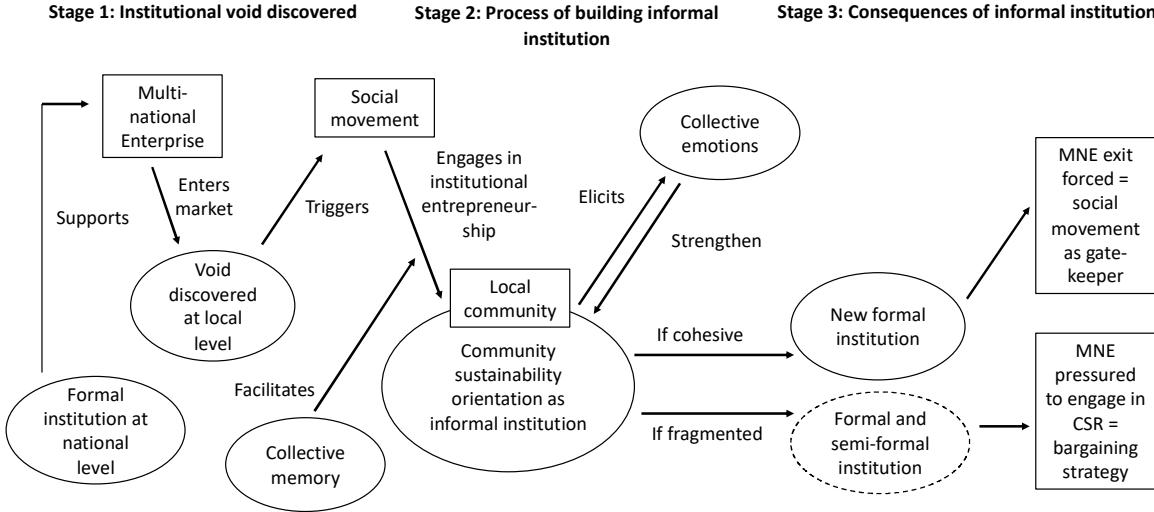 Stage 1: Institutional void discovered
Stage 2: Process of building informal
institution
Stage 3: Consequences of informal institution
Multi-
national
Enterprise
Social
movement
Collective
emotions
MNE exit
forced =
social
movement
as gate-
keeper
Supports
Enters
market
Triggers
Engages in
institutional
entrepreneur-
ship
Elicits
Strengthen
Void
discovered
at local
level
Local
community
Community
sustainability
orientation as
informal institution
If cohesive
New formal
institution
Facilitates
Formal
institution at
national
level
Collective
memory
If fragmented
Formal and
semi-formal
institution
MNE
pressured
to engage in
CSR =
bargaining
strategy